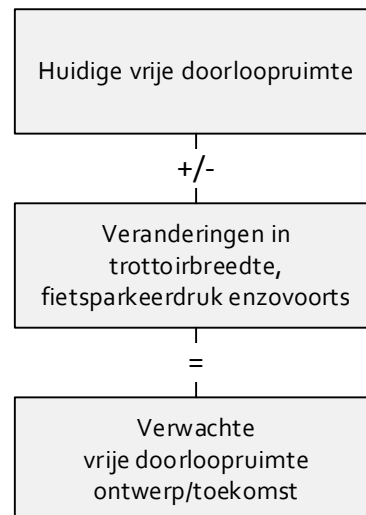 Huidige vrije doorloopruimte
+/-
Veranderingen in
trottoirbreedte,
fietsparkeerdruk enzovoorts
=
Verwachte
vrije doorloopruimte
ontwerp/toekomst